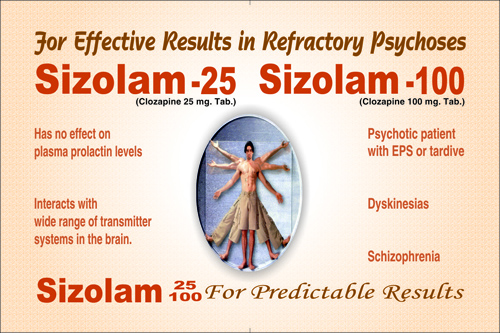 For Effective Results in Refractory Psychoses
Sizolam -25 Sizolam -100
(Clozapine 25 mg. Tab.) (Clozapine 100 mg. Tab.)
Has no effect on
plasma prolactin levels
Psychotic patient
with EPS or tardive
Interacts with
wide range of transmitter
systems in the brain.
Dyskinesias
Schizophrenia
Sizolam 25/100 For Predictable Results